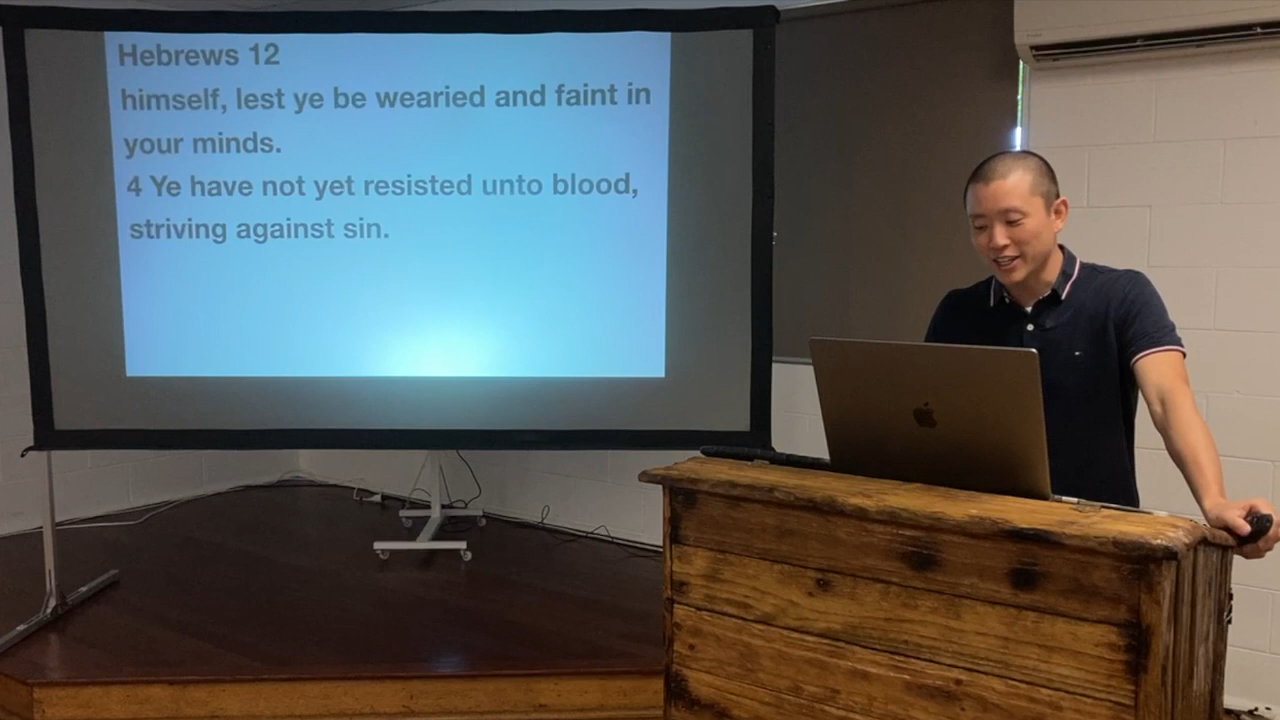 Hebrews 12
himself, lest ye be wearied and faint in
your minds.
4 Ye have not yet resisted unto blood,
striving against sin.